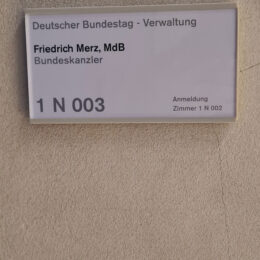 Deutscher Bundestag - Verwaltung
Friedrich Merz, MdB
Bundeskanzler
1 N 003
Anmeldung
Zimmer 1 N 002